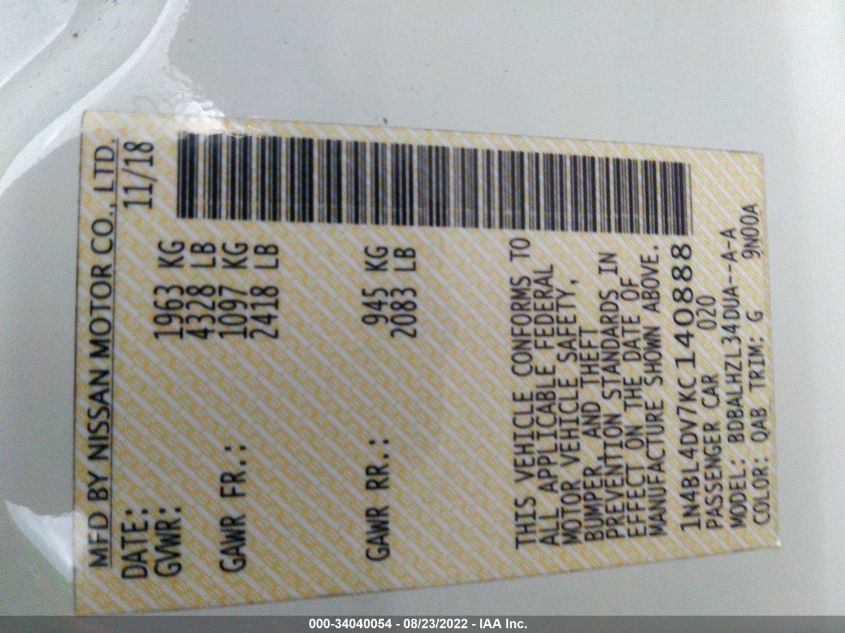 MFD BY NISSAN MOTOR CO., LTD.
DATE: 11/18
GVWR: 1963 KG
4328 LB
GAWR FR.: 1097 KG
2418 LB
GAWR RR.: 945 KG
2083 LB
THIS VEHICLE CONFORMS TO
ALL APPLICABLE FEDERAL
MOTOR VEHICLE SAFETY,
BUMPER, AND THEFT
PREVENTION STANDARDS IN
EFFECT ON THE DATE OF
MANUFACTURE SHOWN ABOVE.
1N4BL4DV7KC140888
PASSENGER CAR 020
MODEL: BDBALHZL34DUA--A-A
COLOR: QAB TRIM: G 9N00A
000-34040054 - 08/23/2022 - IAA Inc.